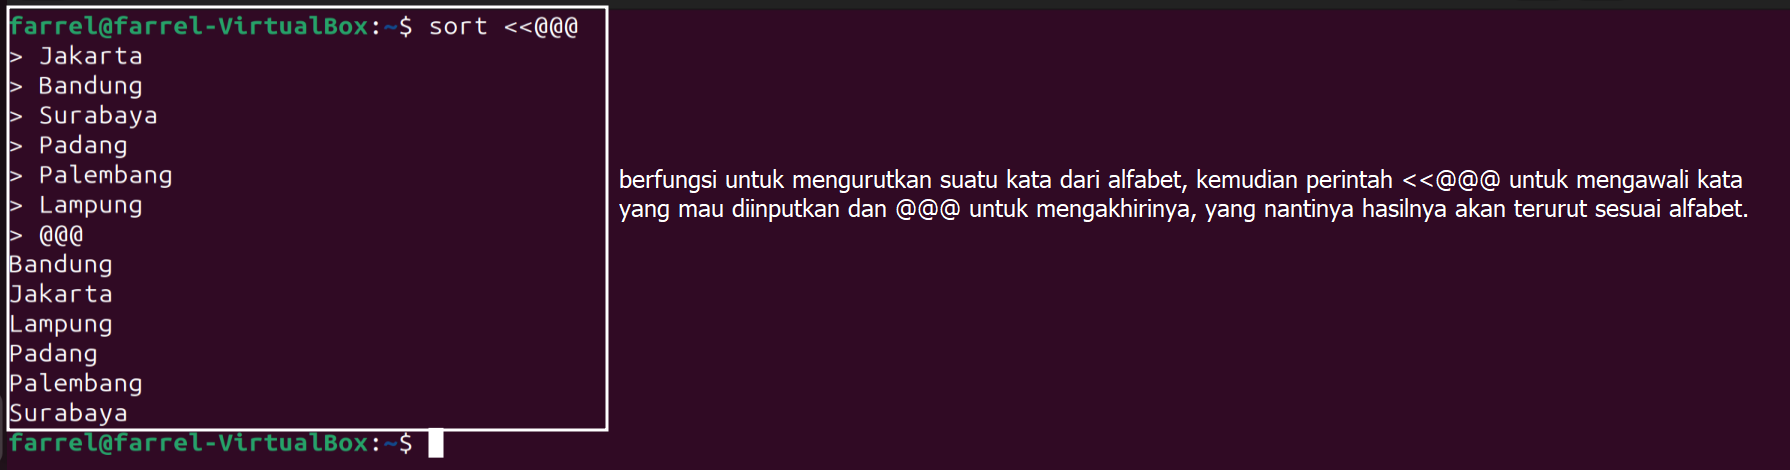 farrel@farrel-VirtualBox:~$ sort <<@@@
> Jakarta
> Bandung
> Surabaya
> Padang
> Palembang
> Lampung
> @@@
Bandung
Jakarta
Lampung
Padang
Palembang
Surabaya
farrel@farrel-VirtualBox:~$
berfungsi untuk mengurutkan suatu kata dari alfabet, kemudian perintah <<@@@ untuk mengawali kata
yang mau diinputkan dan @@@ untuk mengakhirinya, yang nantinya hasilnya akan terurut sesuai alfabet.